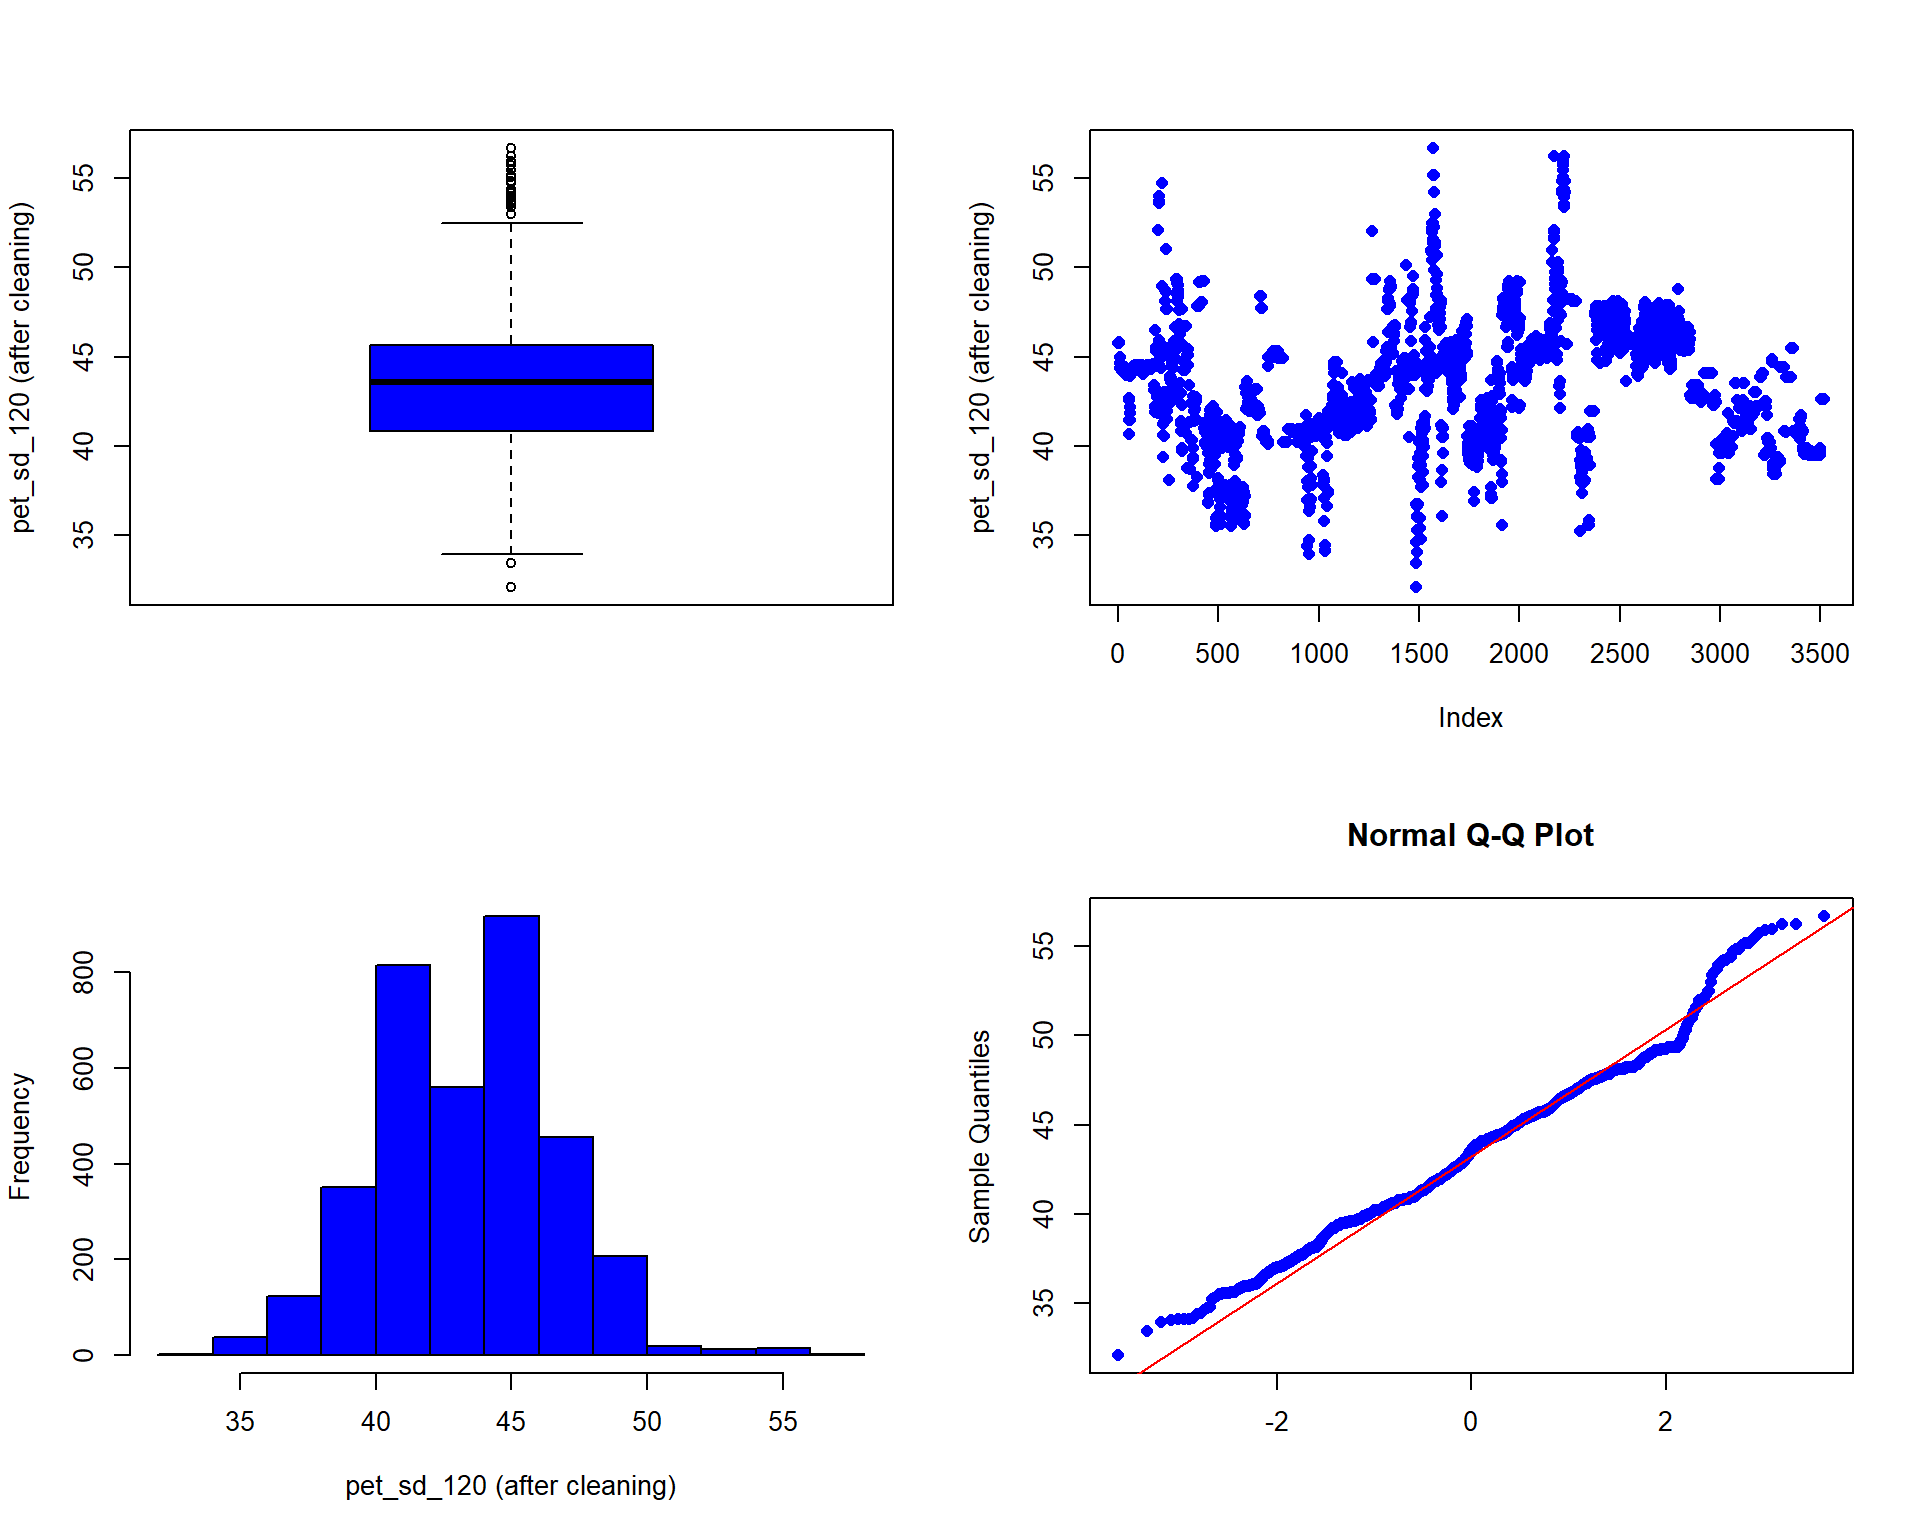 pet_sd_120 (after cleaning)
35 40 45 50 55
pet_sd_120 (after cleaning)
35 40 45 50 55
0 500 1000 1500 2000 2500 3000 3500
Index
Frequency
0 200 400 600 800
35 40 45 50 55
pet_sd_120 (after cleaning)
Normal Q-Q Plot
Sample Quantiles
35 40 45 50 55
-2 0 2